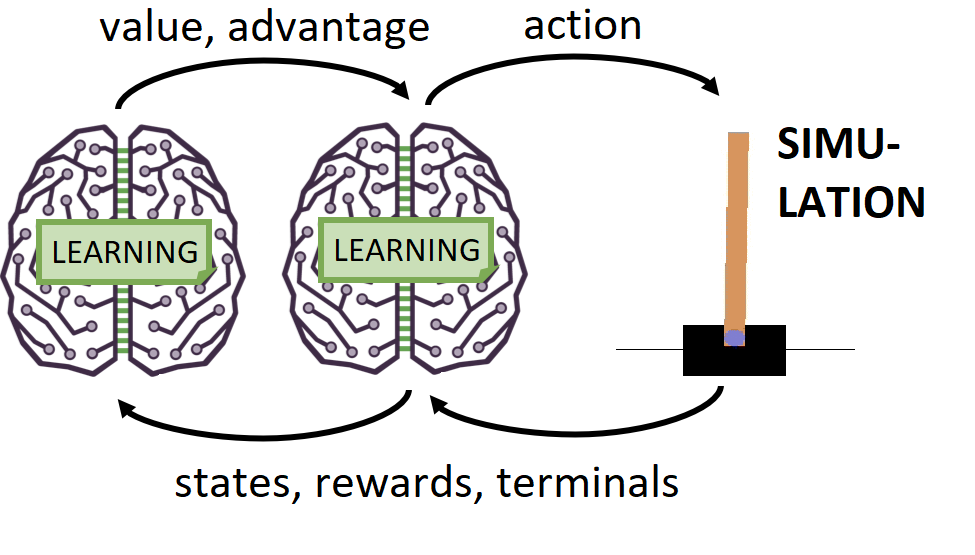 value, advantage
action
SIMU-
LATION
LEARNING
LEARNING
states, rewards, terminals